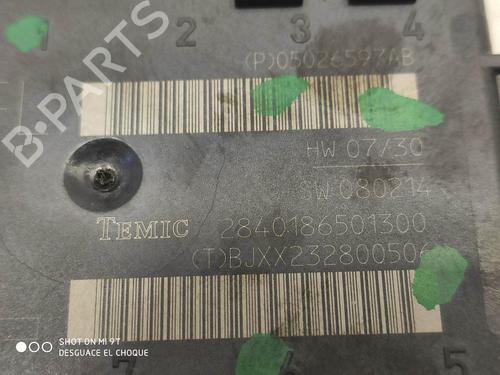 1 2 3 4
(P)05026597AB
HW 07/30
SW 080214
TEMIC 2840186501300
(T)BJXX232800506
7 5
SHOT ON MI 9T
DESGUACE EL CHOQUE